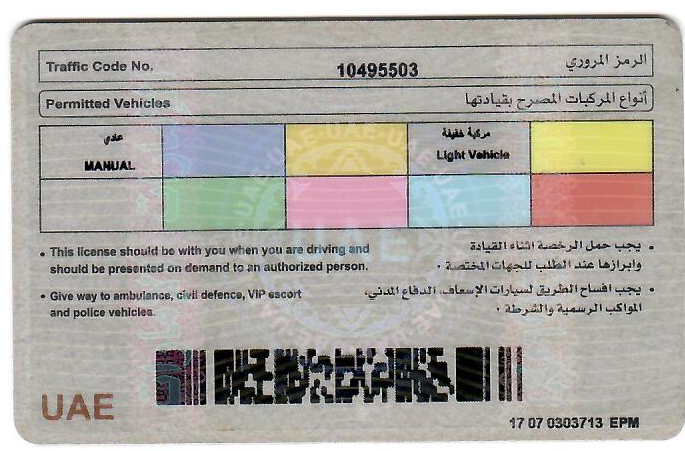 Traffic Code No. 10495503 الرمز المروري
Permitted Vehicles أنواع المركبات المصرح بقيادتها
عادي
MANUAL
مركبة خفيفة
Light Vehicle
• This license should be with you when you are driving and
should be presented on demand to an authorized person.
• Give way to ambulance, civil defence, VIP escort
and police vehicles.
• يجب حمل الرخصة اثناء القيادة
وابرازها عند الطلب للجهات المختصة •
• يجب افساح الطريق لسيارات الإسعاف، الدفاع المدني،
المواكب الرسمية والشرطة •
UAE
17 07 0303713 EPM